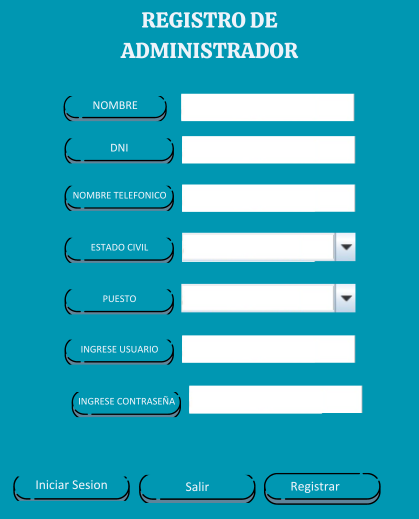 REGISTRO DE
ADMINISTRADOR
NOMBRE
DNI
NOMBRE TELEFONICO
ESTADO CIVIL
PUESTO
INGRESE USUARIO
INGRESE CONTRASEÑA
Iniciar Sesion
Salir
Registrar